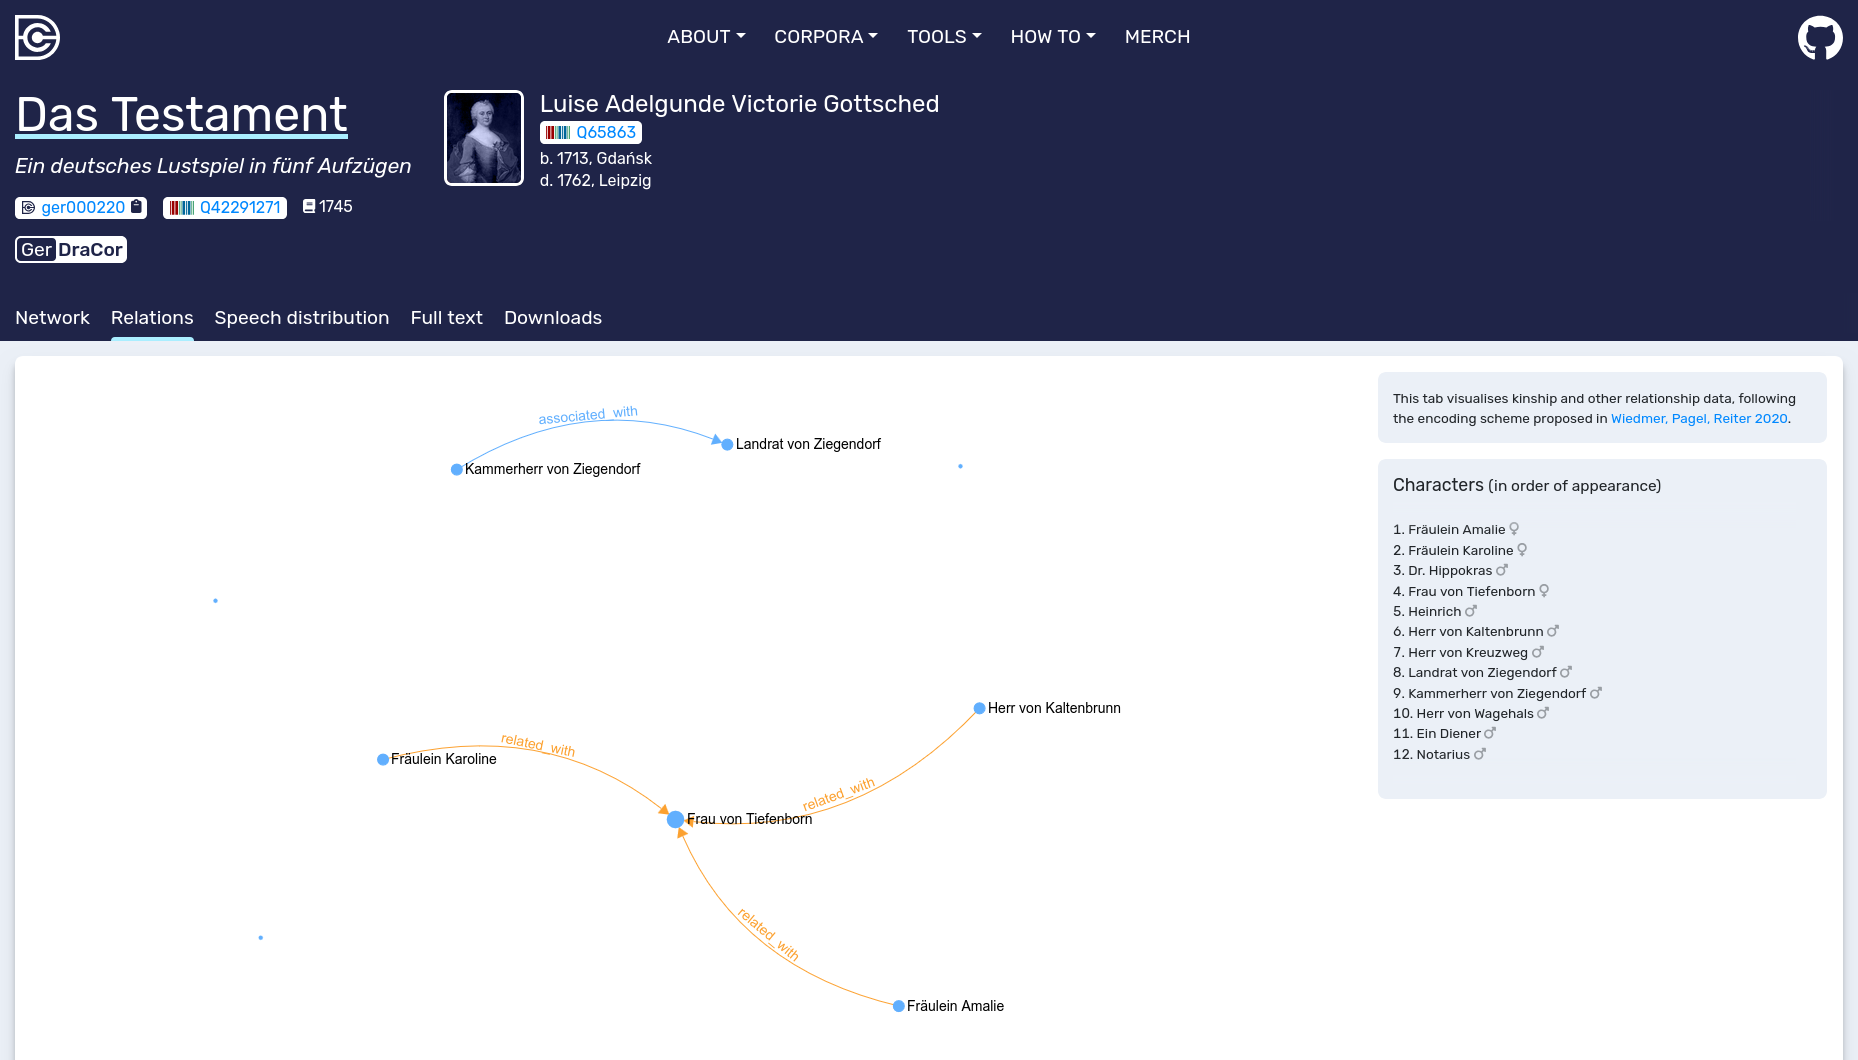 ABOUT CORPORA TOOLS HOW TO MERCH
Das Testament
Ein deutsches Lustspiel in fünf Aufzügen
ger000220 Q42291271 1745
GerDraCor
Luise Adelgunde Victorie Gottsched
Q65863
b. 1713, Gdańsk
d. 1762, Leipzig
Network Relations Speech distribution Full text Downloads
associated_with
Landrat von Ziegendorf
Kammerherr von Ziegendorf
Herr von Kaltenbrunn
related_with
Fräulein Karoline
related_with
Frau von Tiefenborn
related_with
Fräulein Amalie
This tab visualises kinship and other relationship data, following
the encoding scheme proposed in Wiedmer, Pagel, Reiter 2020.
Characters (in order of appearance)
1. Fräulein Amalie ♀
2. Fräulein Karoline ♀
3. Dr. Hippokras ♂
4. Frau von Tiefenborn ♀
5. Heinrich ♂
6. Herr von Kaltenbrunn ♂
7. Herr von Kreuzweg ♂
8. Landrat von Ziegendorf ♂
9. Kammerherr von Ziegendorf ♂
10. Herr von Wagehals ♂
11. Ein Diener ♂
12. Notarius ♂